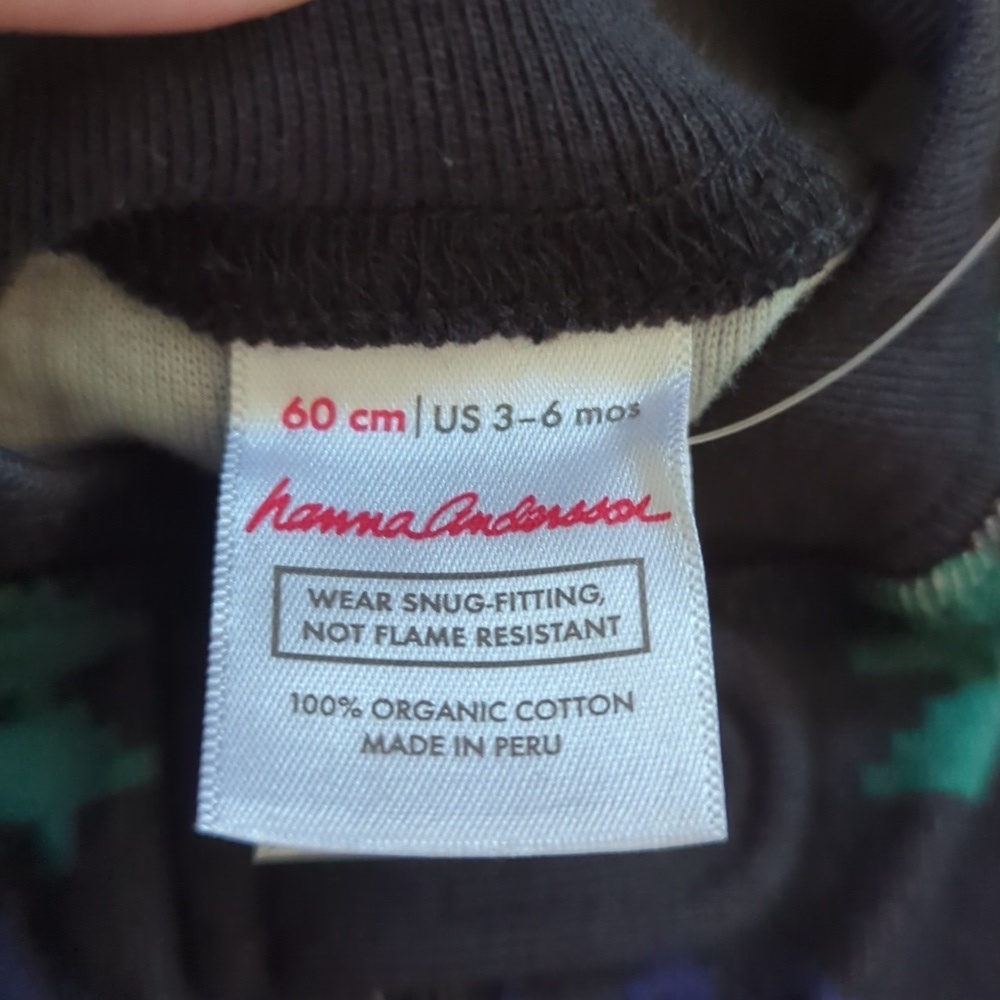 60 cm | US 3-6 mos
hanna Andersson
WEAR SNUG-FITTING,
NOT FLAME RESISTANT
100% ORGANIC COTTON
MADE IN PERU